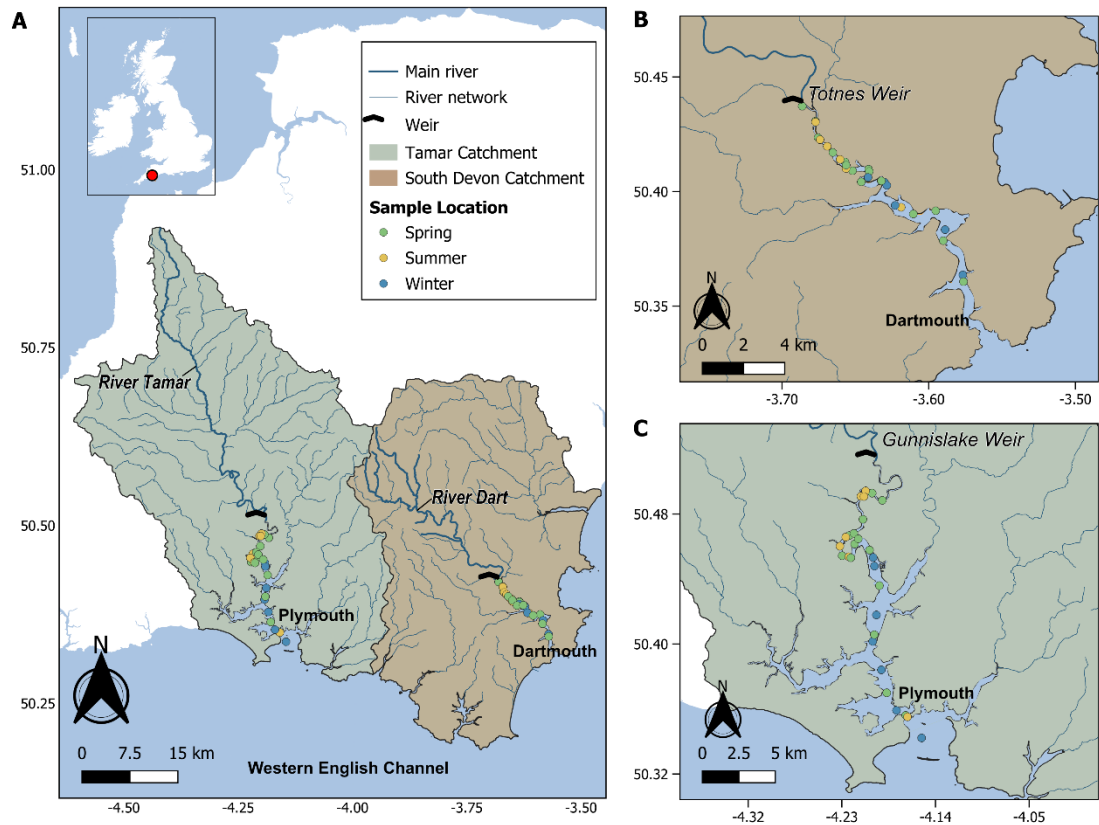 A
Main river
River network
Weir
Tamar Catchment
South Devon Catchment
Sample Location
Spring
Summer
Winter
51.00
50.75
50.50
50.25
River Tamar
River Dart
Plymouth
Dartmouth
N
0 7.5 15 km
Western English Channel
-4.50 -4.25 -4.00 -3.75 -3.50
B
50.45
50.40
50.35
Totnes Weir
N
Dartmouth
0 2 4 km
-3.70 -3.60 -3.50
C
Gunnislake Weir
50.48
50.40
50.32
Plymouth
N
0 2.5 5 km
-4.32 -4.23 -4.14 -4.05